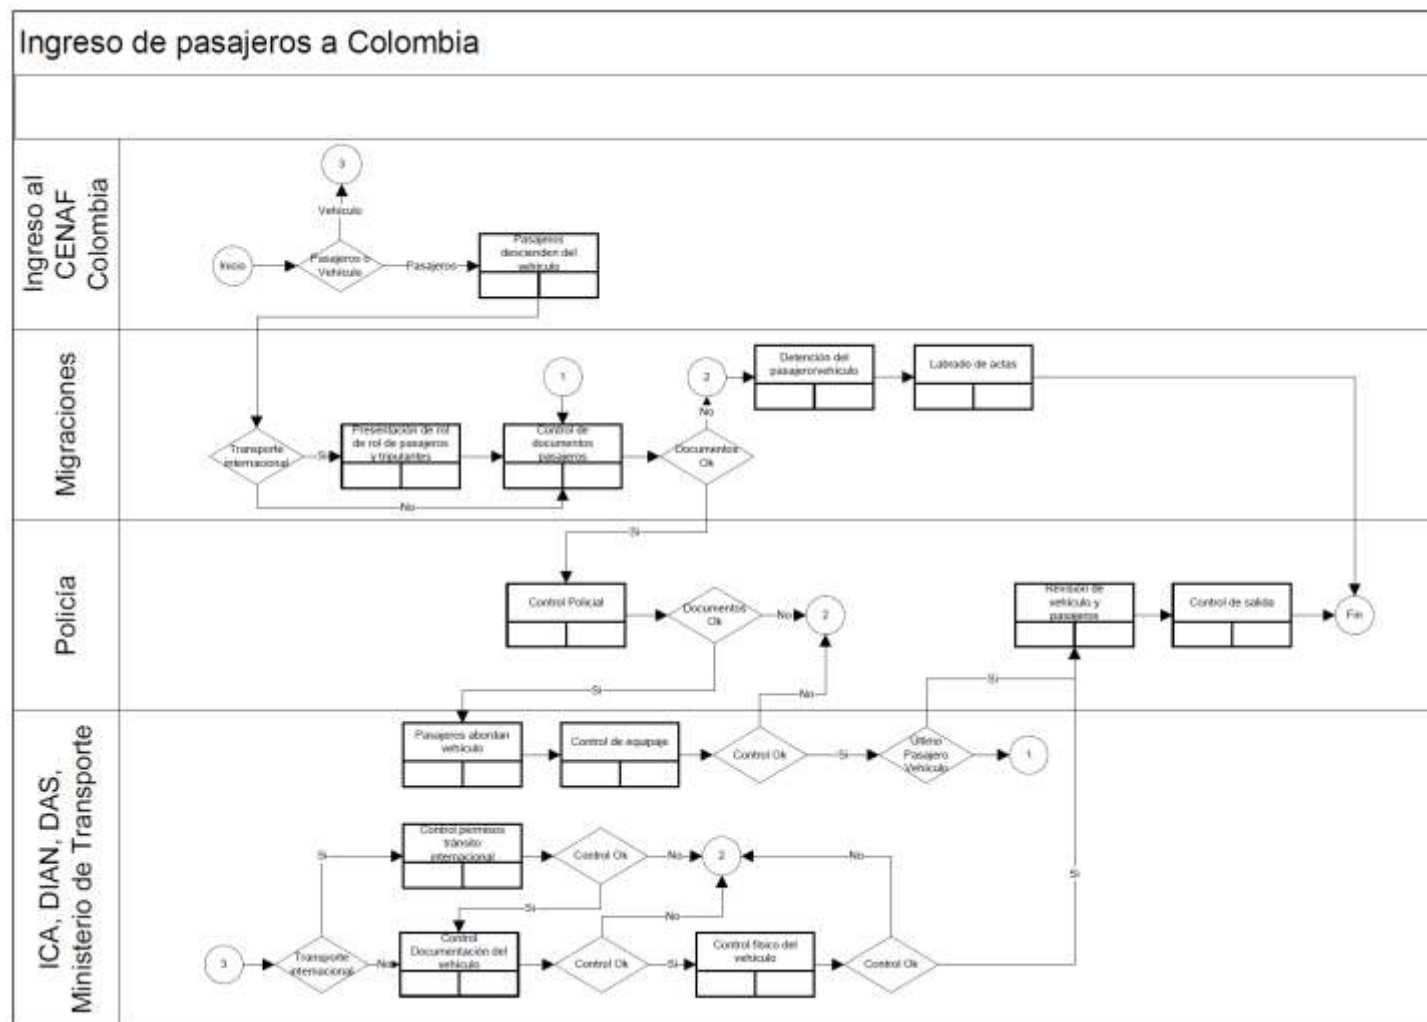 Ingreso de pasajeros a Colombia
Ingreso al
CENAF
Colombia
3
Vehículo
Inicio
Pasajeros o
Vehículo
Pasajeros
Pasajeros
descienden del
vehículo
Migraciones
1
2
Detención del
pasajero/vehículo
Labrado de actas
No
Transporte
internacional
Si
Presentación de rol
de rol de pasajeros
y tripulantes
Control de
documentos
pasajeros
Documentos
Ok
No
Si
Policía
Control Policial
Documentos
Ok
No
2
Revisión de
vehículo y
pasajeros
Control de salida
Fin
Si
No
Si
ICA, DIAN, DAS,
Ministerio de Transporte
Pasajeros abordan
vehículo
Control de equipaje
Control Ok
Si
Último
Pasajero
Vehículo
1
Si
Control permisos
tránsito
internacional
Control Ok
No
2
No
Si
Si
No
3
Transporte
internacional
No
Control
Documentación del
vehículo
Control Ok
Si
Control físico del
vehículo
Control Ok